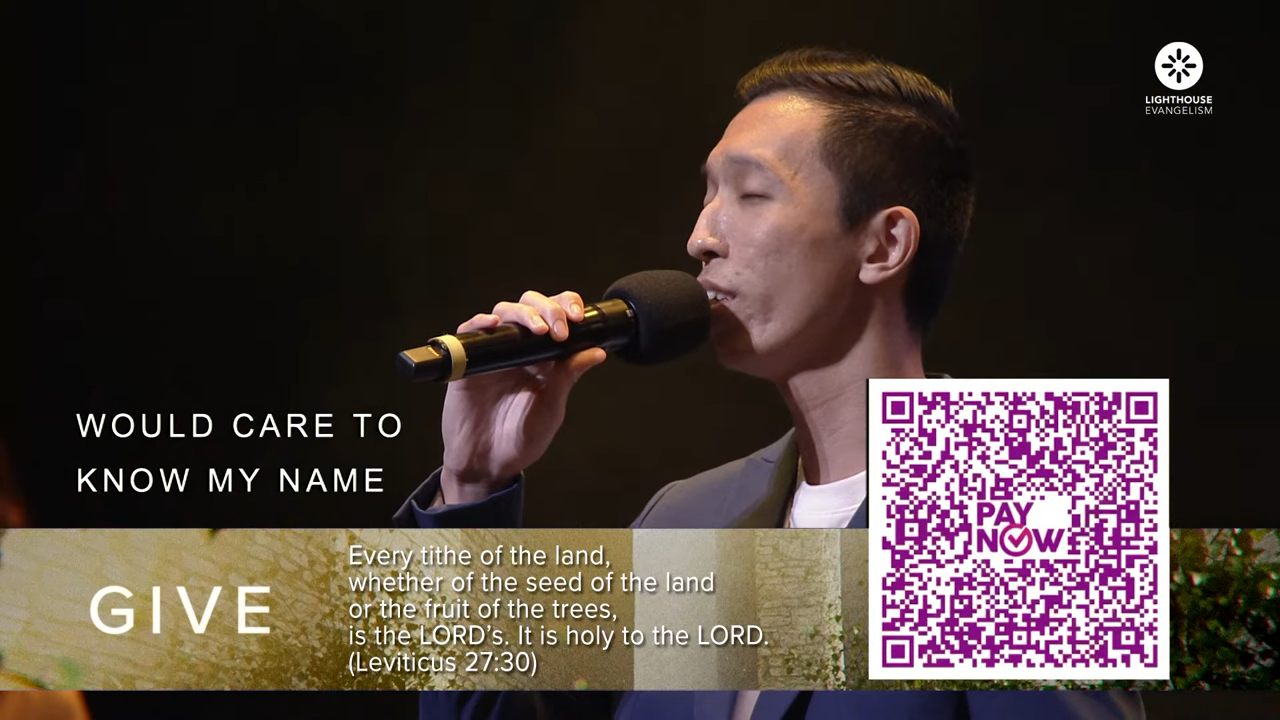 LIGHTHOUSE
EVANGELISM
WOULD CARE TO
KNOW MY NAME
GIVE
Every tithe of the land,
whether of the seed of the land
or the fruit of the trees,
is the LORD's. It is holy to the LORD.
(Leviticus 27:30)
PAY
NOW